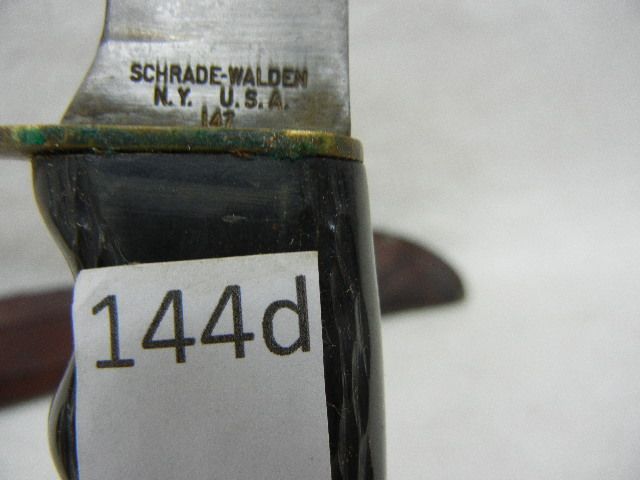 SCHRADE-WALDEN
N.Y. U.S.A.
147
144d